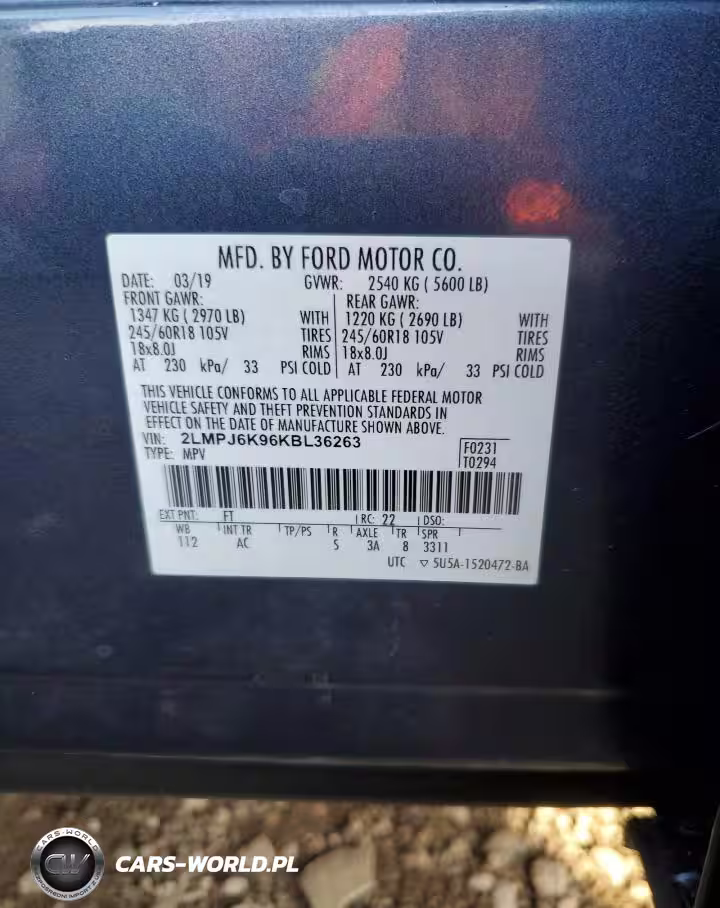 MFD. BY FORD MOTOR CO.
DATE: 03/19 GVWR: 2540 KG ( 5600 LB)
FRONT GAWR: REAR GAWR:
1347 KG ( 2970 LB) WITH 1220 KG ( 2690 LB) WITH
245/60R18 105V TIRES 245/60R18 105V TIRES
18x8.0J RIMS 18x8.0J RIMS
AT 230 kPa/ 33 PSI COLD AT 230 kPa/ 33 PSI COLD
THIS VEHICLE CONFORMS TO ALL APPLICABLE FEDERAL MOTOR
VEHICLE SAFETY AND THEFT PREVENTION STANDARDS IN
EFFECT ON THE DATE OF MANUFACTURE SHOWN ABOVE.
VIN: 2LMPJ6K96KBL36263 F0231
TYPE: MPV T0294
EXT PNT: FT RC: 22 DSO:
WB INT TR TP/PS R AXLE TR SPR
112 AC 5 3A 8 3311
UTC ▽ 5U5A-1520472-BA
CARS-WORLD
CW
CARS-WORLD.PL